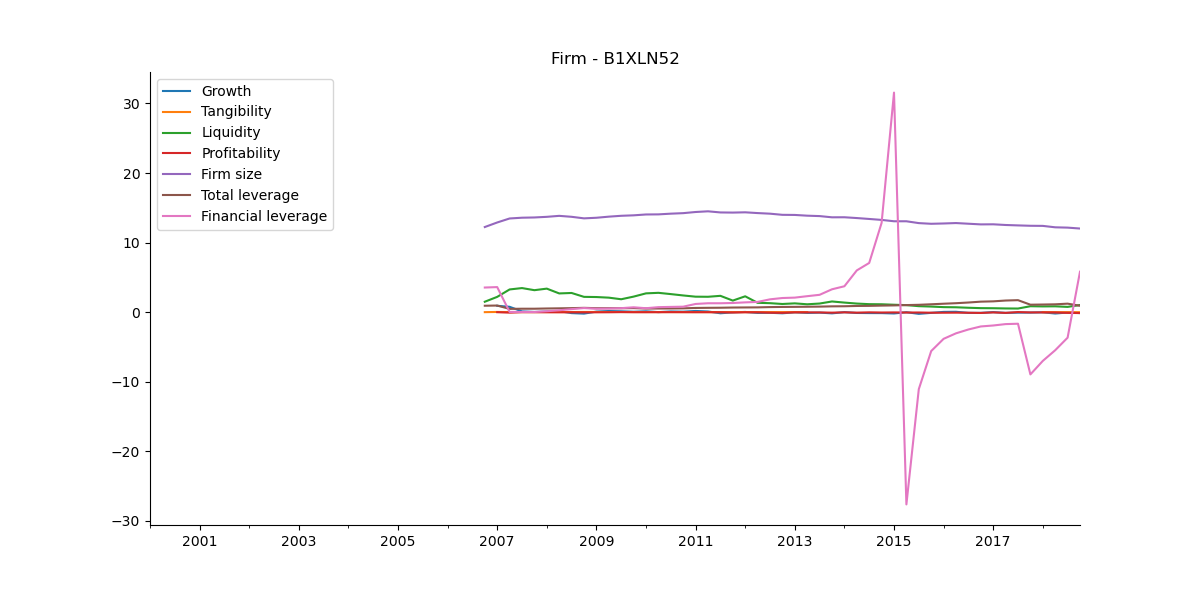 Firm - B1XLN52
Growth
Tangibility
Liquidity
Profitability
Firm size
Total leverage
Financial leverage
30
20
10
0
−10
−20
−30
2001 2003 2005 2007 2009 2011 2013 2015 2017